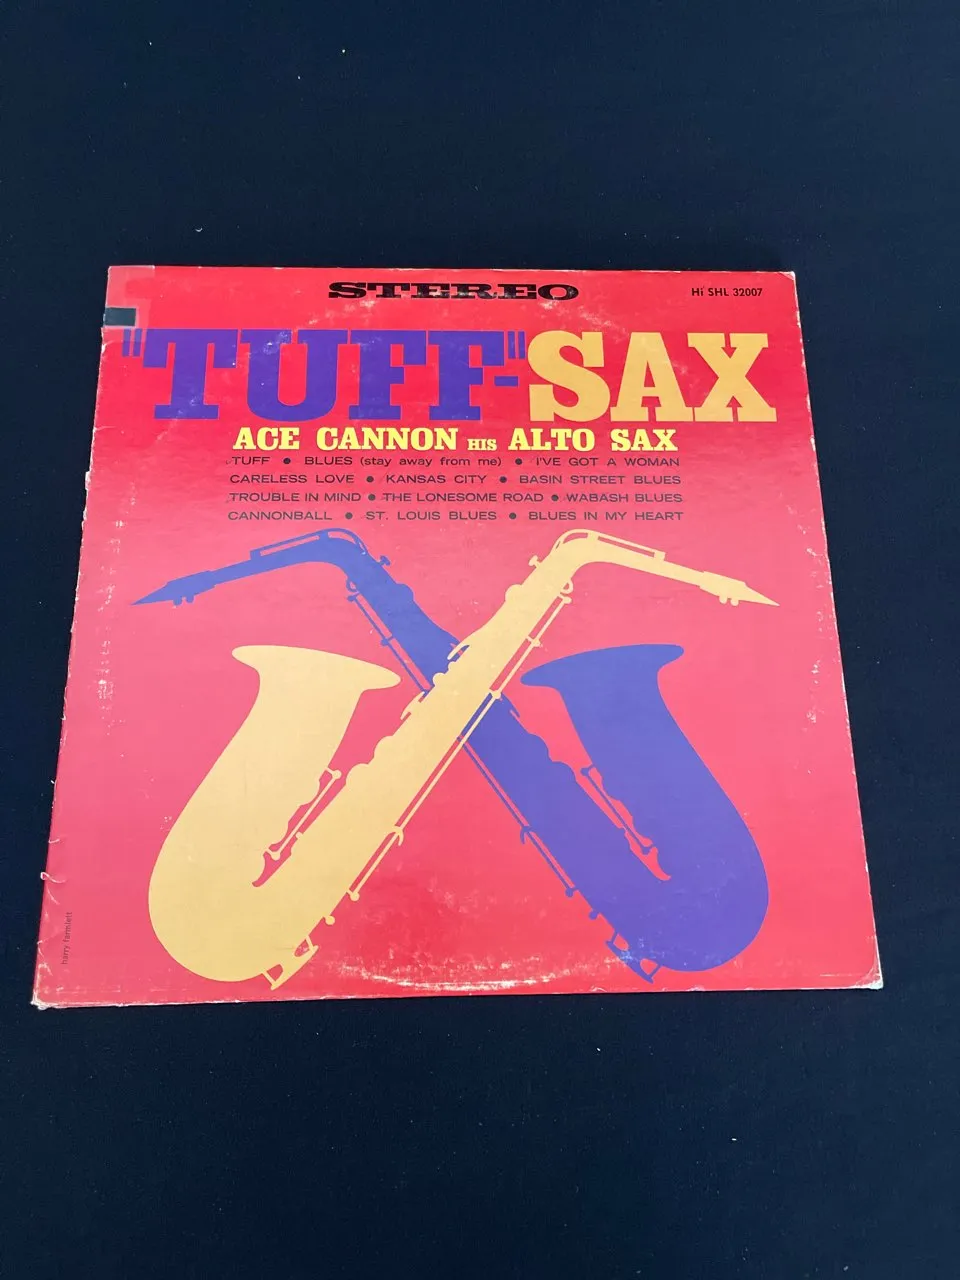 STEREO
Hi SHL 32007
"TUFF"-SAX
ACE CANNON HIS ALTO SAX
TUFF • BLUES (stay away from me) • I'VE GOT A WOMAN
CARELESS LOVE • KANSAS CITY • BASIN STREET BLUES
TROUBLE IN MIND • THE LONESOME ROAD • WABASH BLUES
CANNONBALL • ST. LOUIS BLUES • BLUES IN MY HEART
harry farmlett